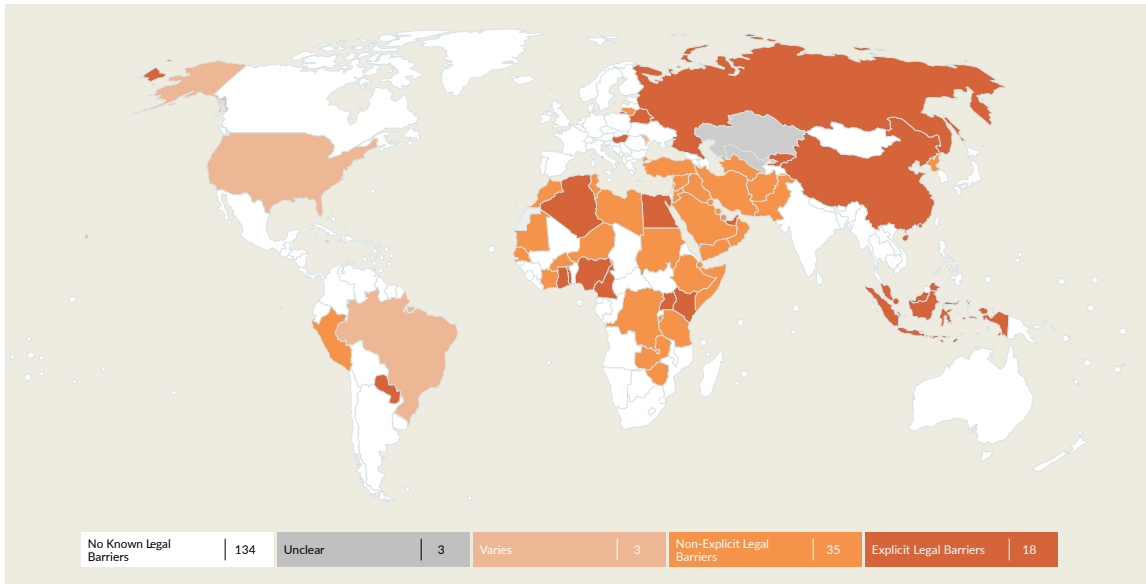 No Known Legal
Barriers
134
Unclear
3
Varies
3
Non-Explicit Legal
Barriers
35
Explicit Legal Barriers
18